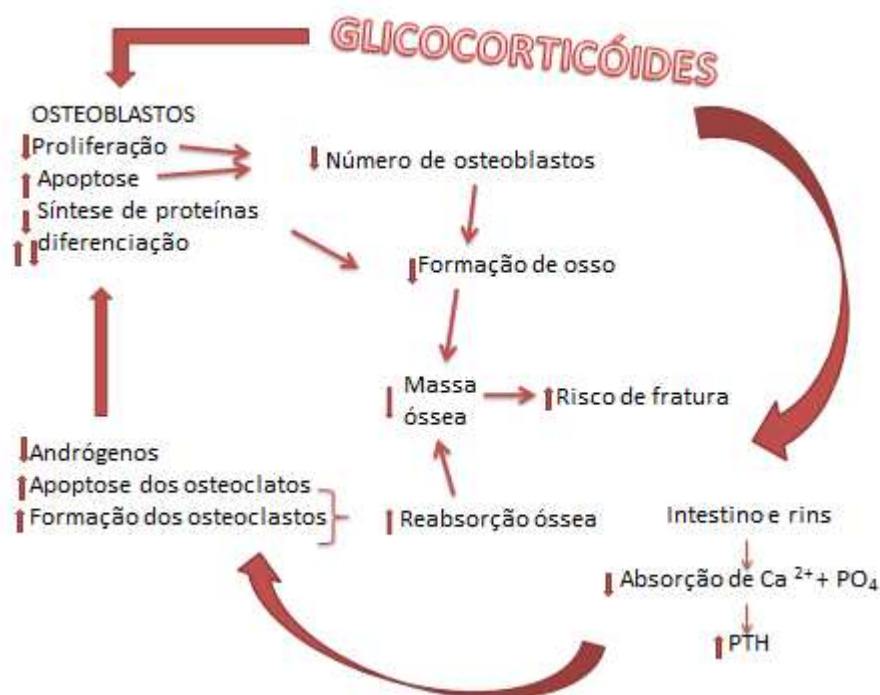 GLICOCORTICÓIDES
OSTEOBLASTOS
Proliferação
Apoptose
Síntese de proteínas
diferenciação
Número de osteoblastos
Formação de osso
Massa
óssea
Risco de fratura
Andrógenos
Apoptose dos osteoclatos
Formação dos osteoclastos
Reabsorção óssea
Intestino e rins
Absorção de Ca ²⁺ + PO₄
PTH